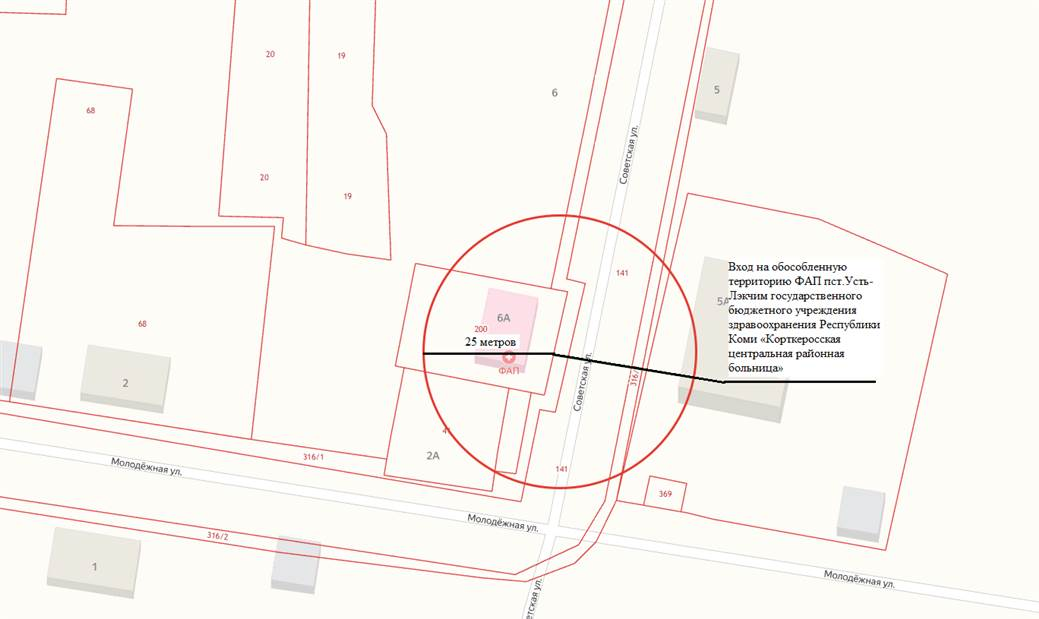 20
19
5
6
68
Советская ул.
20
19
Вход на обособленную
территорию ФАП пст.Усть-
Лэкчим государственного
бюджетного учреждения
здравоохранения Республики
Коми «Корткеросская
центральная районная
больница»
141
5А
6А
68
200
25 метров
ФАП
Советская ул.
316/
2
2А
316/1
Молодёжная ул.
141
369
Молодёжная ул.
316/2
1
Молодёжная ул.
етская ул.